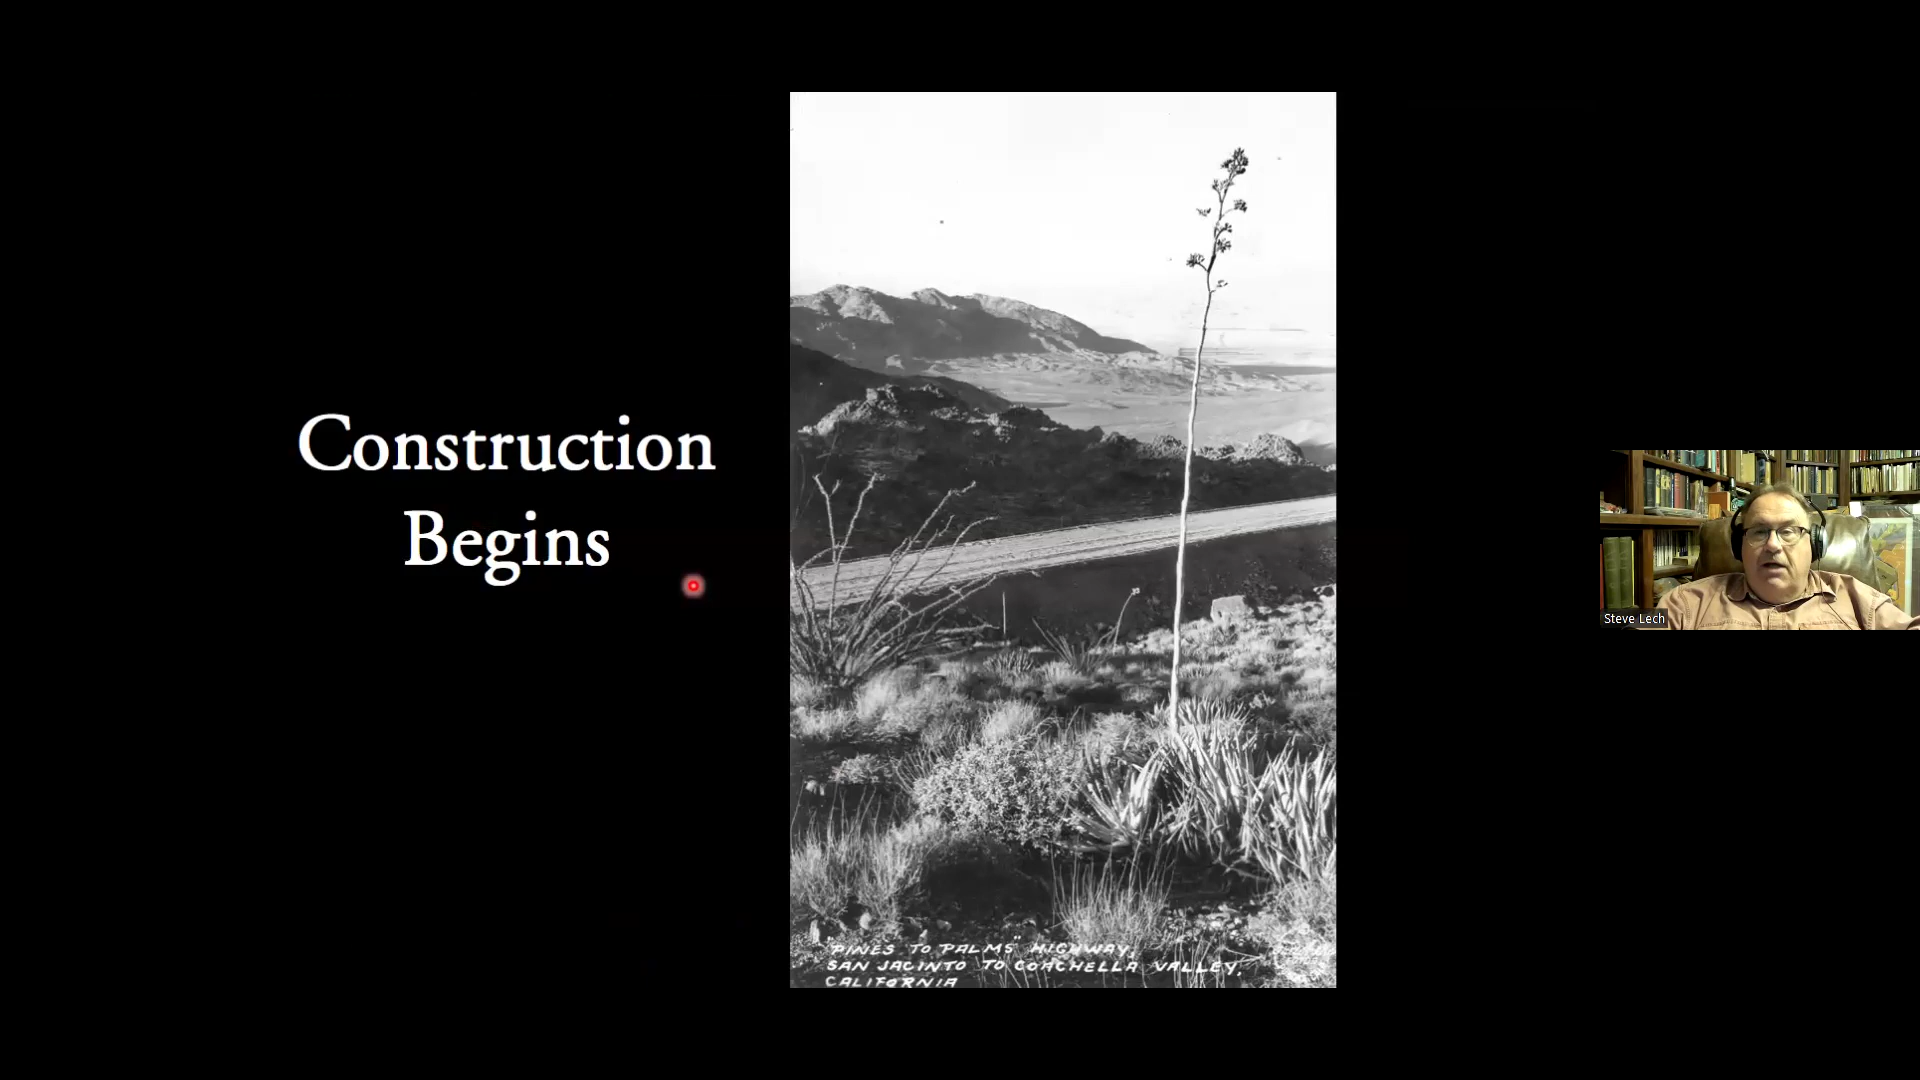 Construction
Begins
"PINES TO PALMS" HIGHWAY,
SAN JACINTO TO COACHELLA VALLEY,
CALIFORNIA
Steve Lech